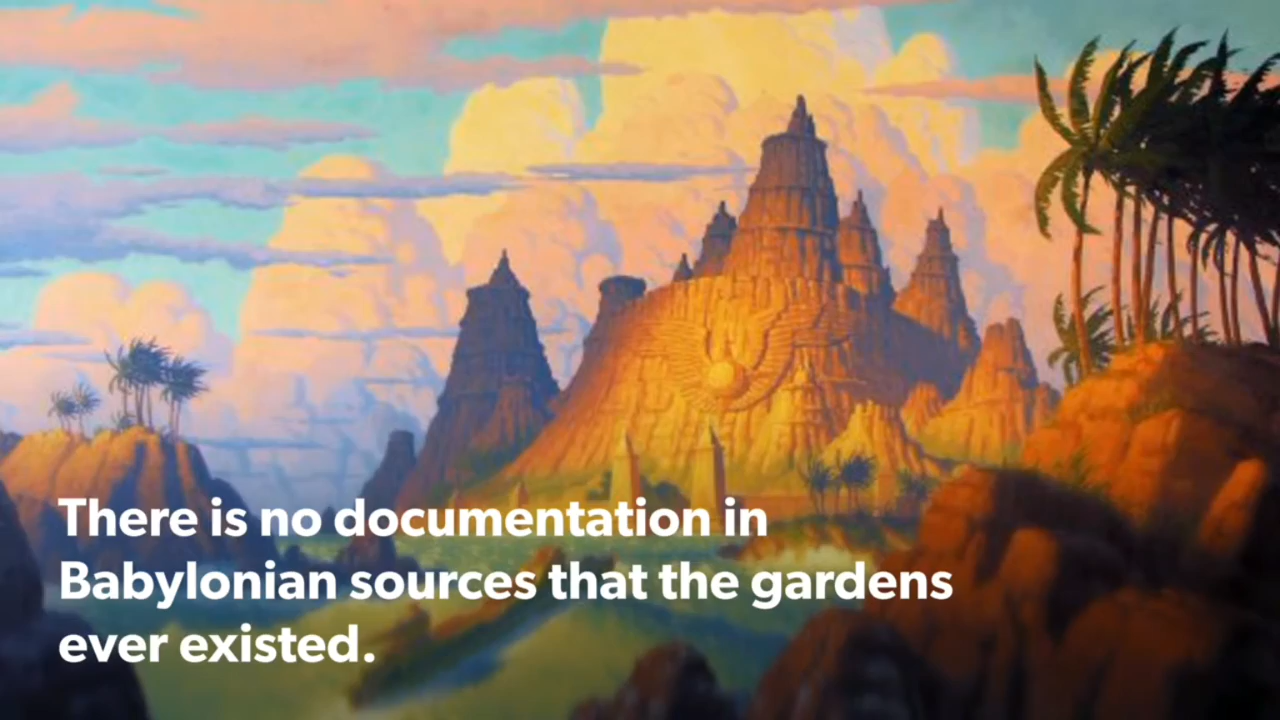 There is no documentation in
Babylonian sources that the gardens
ever existed.